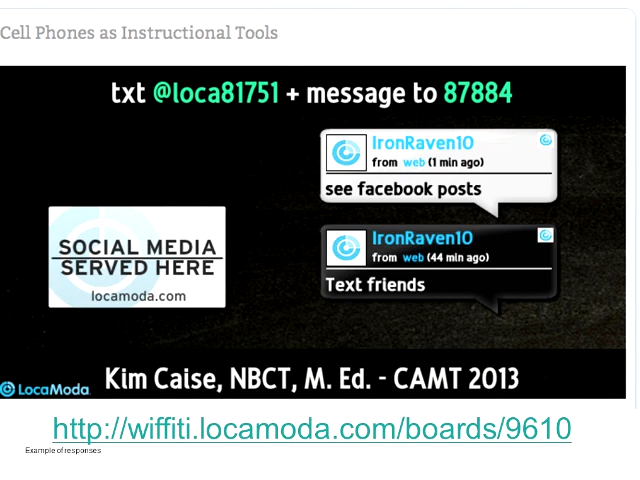 Cell Phones as Instructional Tools
txt @loca81751 + message to 87884
IronRaven10
from web (1 min ago)
see facebook posts
SOCIAL MEDIA
SERVED HERE
locamoda.com
IronRaven10
from web (44 min ago)
Text friends
LocaModa
Kim Caise, NBCT, M. Ed. - CAMT 2013
http://wiffiti.locamoda.com/boards/9610
Example of responses